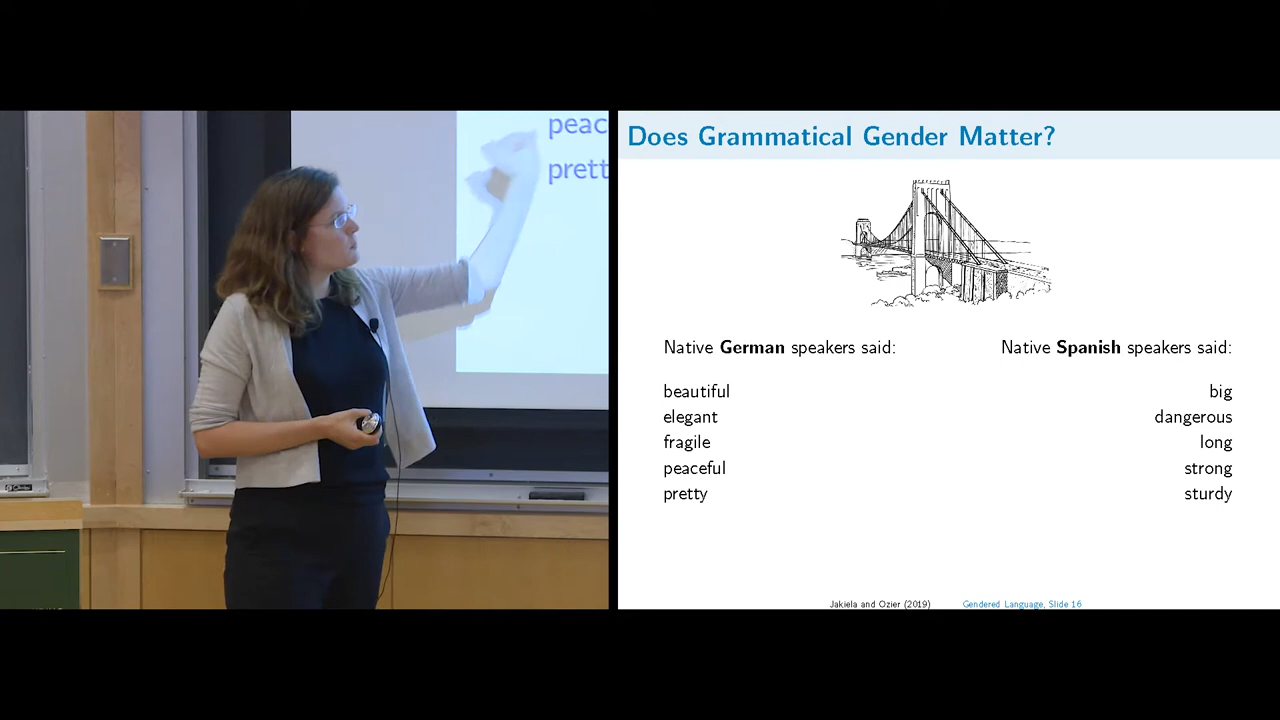 peac
prett
Does Grammatical Gender Matter?
Native German speakers said:
beautiful
elegant
fragile
peaceful
pretty
Native Spanish speakers said:
big
dangerous
long
strong
sturdy
Jakiela and Ozier (2019)
Gendered Language, Slide 16